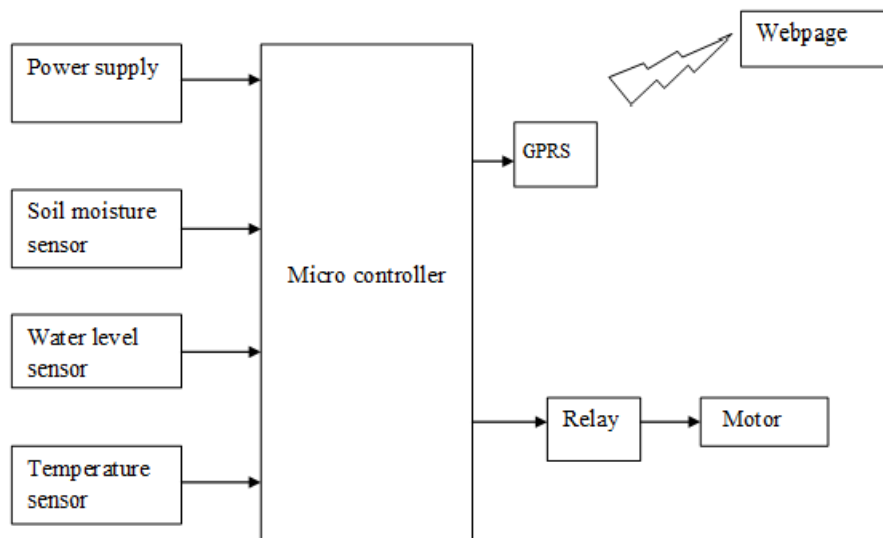 Power supply
Soil moisture
sensor
Water level
sensor
Temperature
sensor
Micro controller
GPRS
Webpage
Relay
Motor